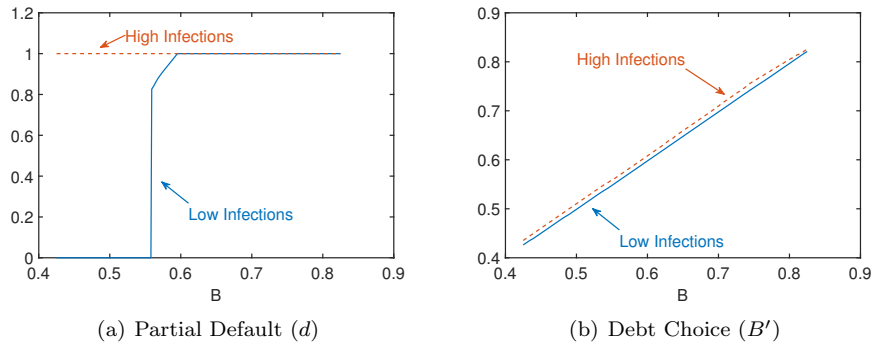 High Infections
1
0.8
0.6
0.4
0.2
0
Low Infections
0.4 0.5 0.6 0.7 0.8 0.9
B
(a) Partial Default (d)
0.9
0.8
0.7
0.6
0.5
0.4
High Infections
Low Infections
0.4 0.5 0.6 0.7 0.8 0.9
B
(b) Debt Choice (B′)